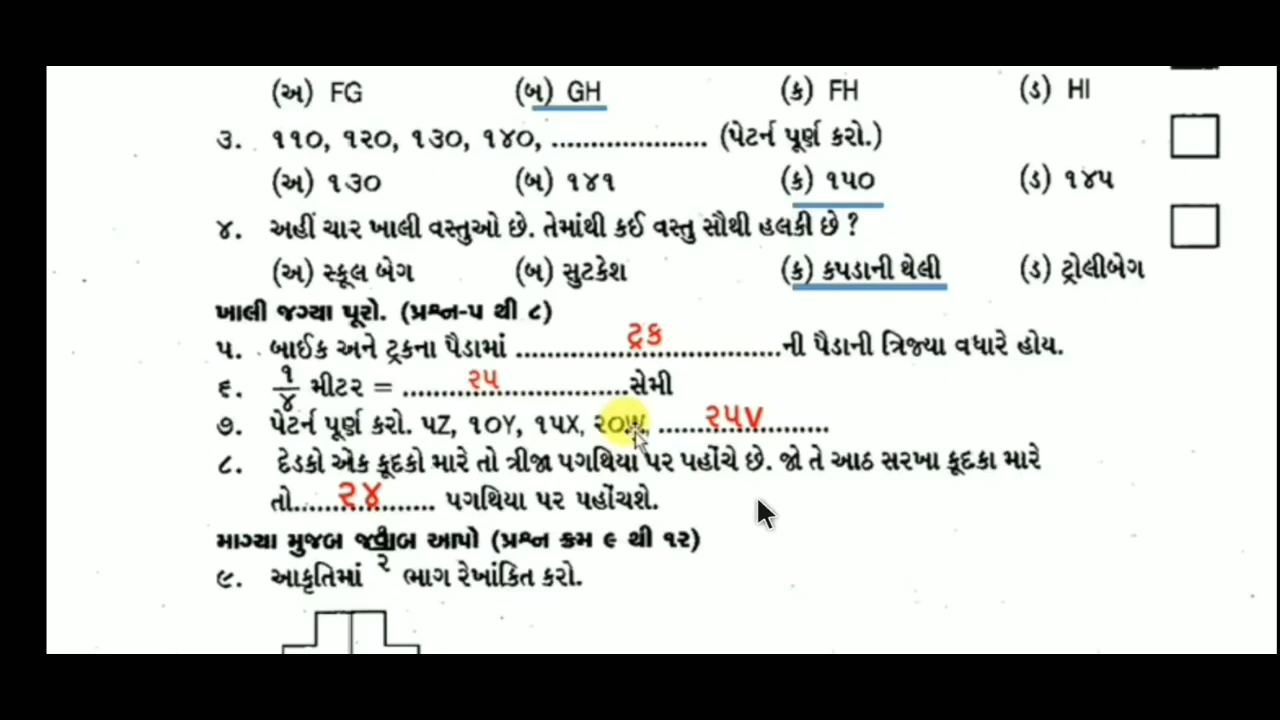 (અ) FG (બ) GH (ક) FH (ડ) HI
૩. ૧૧૦, ૧૨૦, ૧૩૦, ૧૪૦, ..................... (પેટર્ન પૂર્ણ કરો.)
(અ) ૧૩૦ (બ) ૧૪૧ (ક) ૧૫૦ (ડ) ૧૪૫
૪. અહીં ચાર ખાલી વસ્તુઓ છે. તેમાંથી કઈ વસ્તુ સૌથી હલકી છે ?
(અ) સ્કૂલ બેગ (બ) સુટકેશ (ક) કપડાની થેલી (ડ) ટ્રોલીબેગ
ખાલી જગ્યા પૂરો. (પ્રશ્ન-૫ થી ૮)
૫. બાઈક અને ટ્રકના પૈડામાં ..........ટ્રક..........ની પૈડાની ત્રિજ્યા વધારે હોય.
૬. ૧/૪ મીટર = ..........૨૫..........સેમી
૭. પેટર્ન પૂર્ણ કરો. ૫Z, ૧૦Y, ૧૫X, ૨૦W, ......૨૫V......
૮. દેડકો એક કૂદકો મારે તો ત્રીજા પગથિયા પર પહોંચે છે. જો તે આઠ સરખા કૂદકા મારે
તો......૨૪...... પગથિયા પર પહોંચશે.
માગ્યા મુજબ જવાબ આપો (પ્રશ્ન ક્રમ ૯ થી ૧૨)
૯. આકૃતિમાં ૧/૨ ભાગ રેખાંકિત કરો.